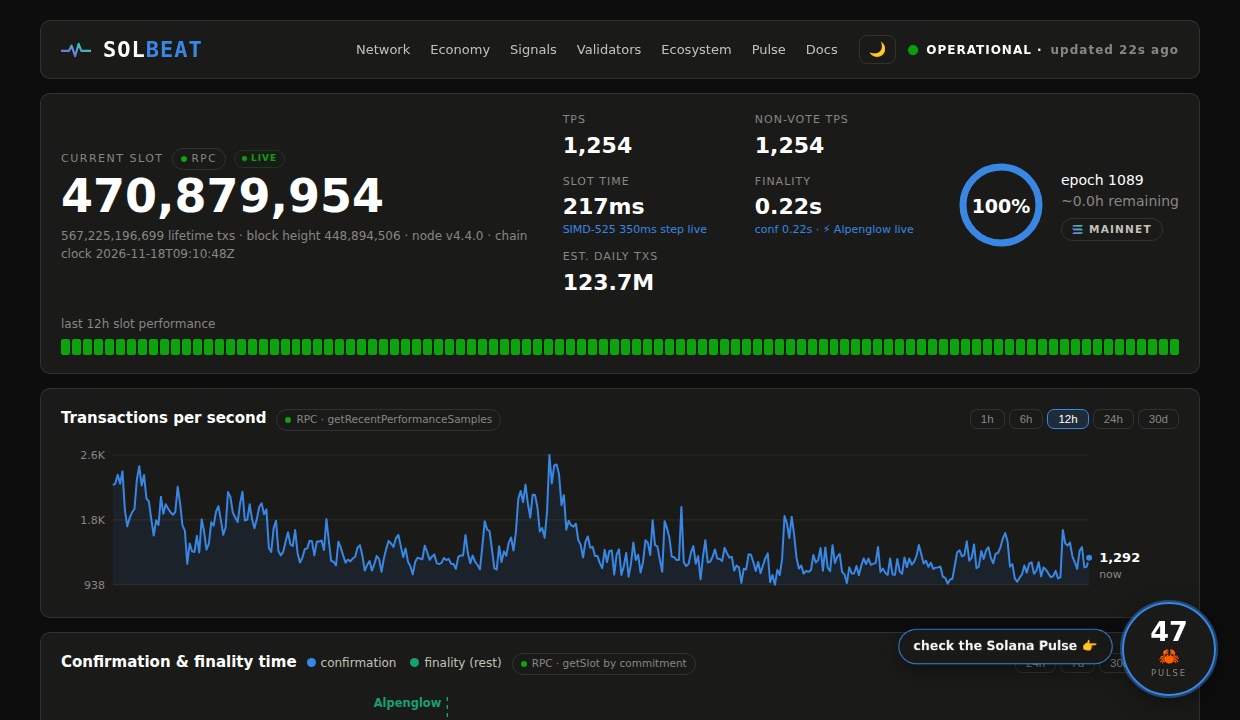 SOLBEAT
Network Economy Signals Validators Ecosystem Pulse Docs 🌙 OPERATIONAL · updated 22s ago
CURRENT SLOT RPC LIVE
470,879,954
567,225,196,699 lifetime txs · block height 448,894,506 · node v4.4.0 · chain
clock 2026-11-18T09:10:48Z
TPS
1,254
NON-VOTE TPS
1,254
SLOT TIME
217ms
SIMD-525 350ms step live
FINALITY
0.22s
conf 0.22s · ⚡ Alpenglow live
EST. DAILY TXS
123.7M
100%
epoch 1089
~0.0h remaining
MAINNET
last 12h slot performance
Transactions per second RPC · getRecentPerformanceSamples
1h 6h 12h 24h 30d
2.6K
1.8K
938
1,292
now
Confirmation & finality time confirmation finality (rest) RPC · getSlot by commitment
Alpenglow
check the Solana Pulse 👉
47
🦀
PULSE